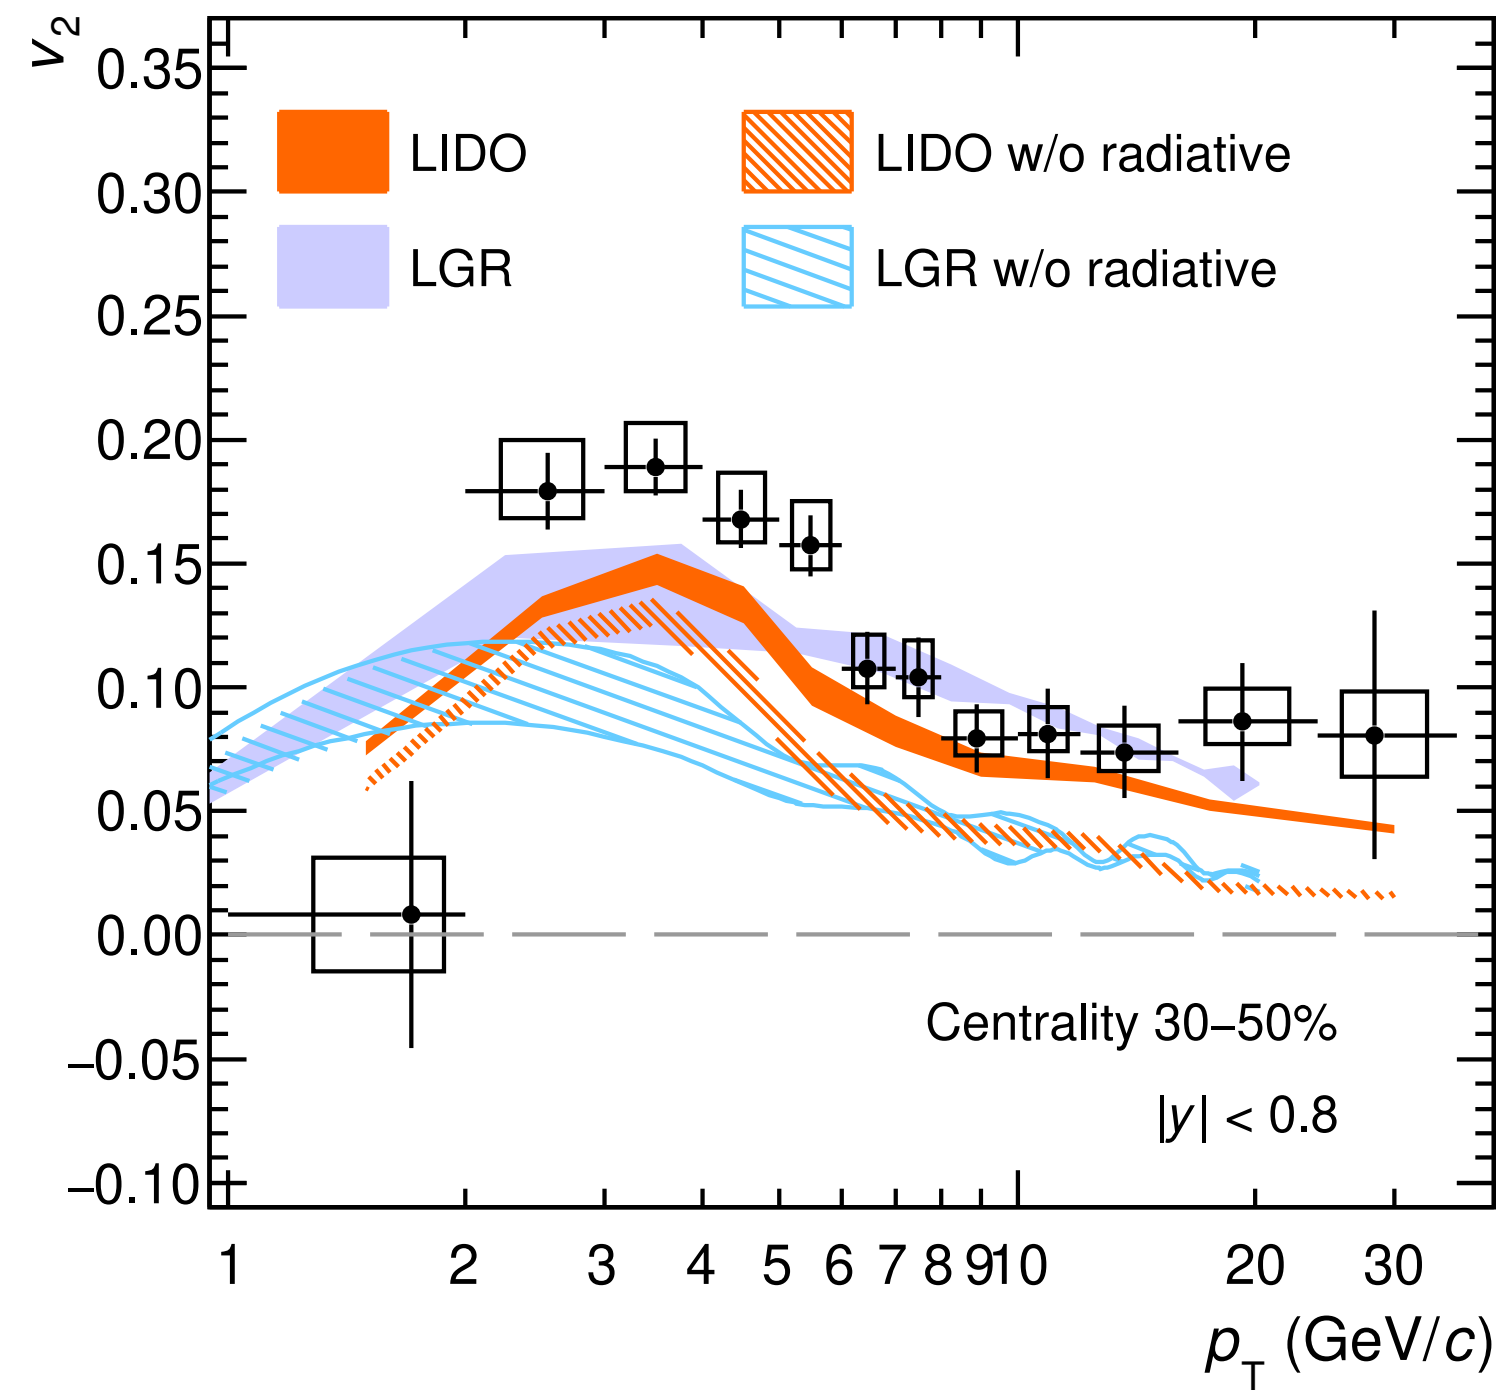 v2
0.35
0.30
0.25
0.20
0.15
0.10
0.05
0.00
−0.05
−0.10
LIDO
LIDO w/o radiative
LGR
LGR w/o radiative
Centrality 30–50%
|y| < 0.8
1 2 3 4 5 6 7 8 910 20 30
pT (GeV/c)